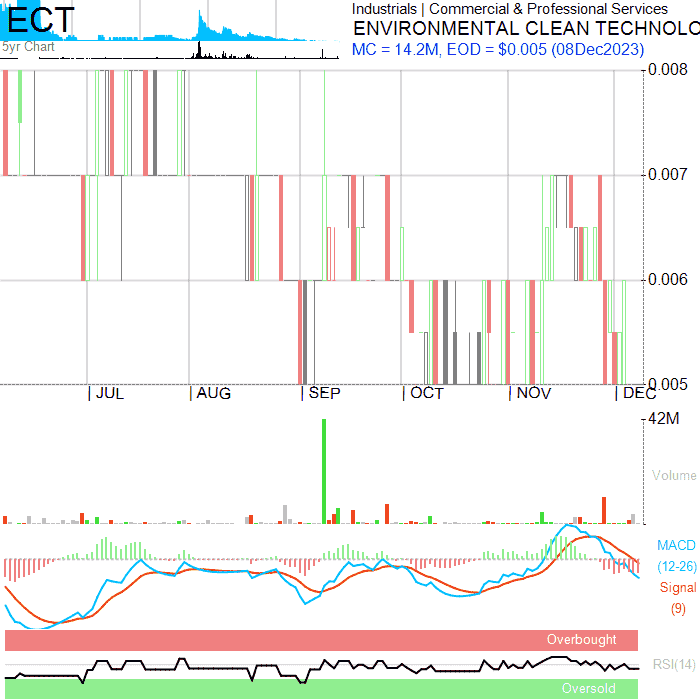 ECT
5yr Chart
Industrials | Commercial & Professional Services
ENVIRONMENTAL CLEAN TECHNOLO
MC = 14.2M, EOD = $0.005 (08Dec2023)
0.008
0.007
0.006
0.005
JUL
AUG
SEP
OCT
NOV
DEC
42M
Volume
MACD
(12-26)
Signal
(9)
Overbought
RSI(14)
Oversold